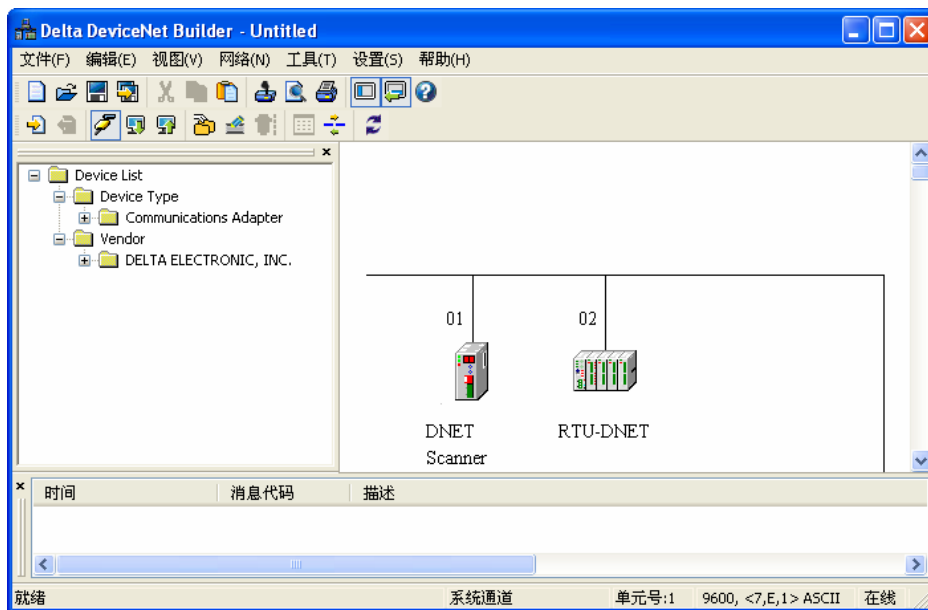 Delta DeviceNet Builder - Untitled
文件(F) 编辑(E) 视图(V) 网络(N) 工具(T) 设置(S) 帮助(H)
Device List
Device Type
Communications Adapter
Vendor
DELTA ELECTRONIC, INC.
01 02
DNET RTU-DNET
Scanner
时间 消息代码 描述
就绪 系统通道 单元号:1 9600, <7,E,1> ASCII 在线